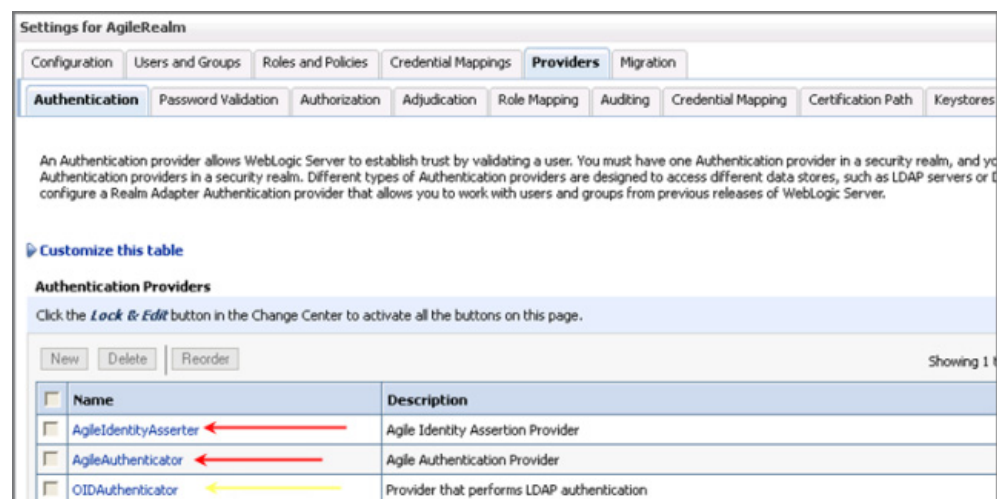 Settings for AgileRealm
Configuration Users and Groups Roles and Policies Credential Mappings Providers Migration
Authentication Password Validation Authorization Adjudication Role Mapping Auditing Credential Mapping Certification Path Keystores
An Authentication provider allows WebLogic Server to establish trust by validating a user. You must have one Authentication provider in a security realm, and
Authentication providers in a security realm. Different types of Authentication providers are designed to access different data stores, such as LDAP servers or
configure a Realm Adapter Authentication provider that allows you to work with users and groups from previous releases of WebLogic Server.
Customize this table
Authentication Providers
Click the Lock & Edit button in the Change Center to activate all the buttons on this page.
New Delete Reorder Showing 1
Name Description
AgileIdentityAsserter Agile Identity Assertion Provider
AgileAuthenticator Agile Authentication Provider
OIDAuthenticator Provider that performs LDAP authentication